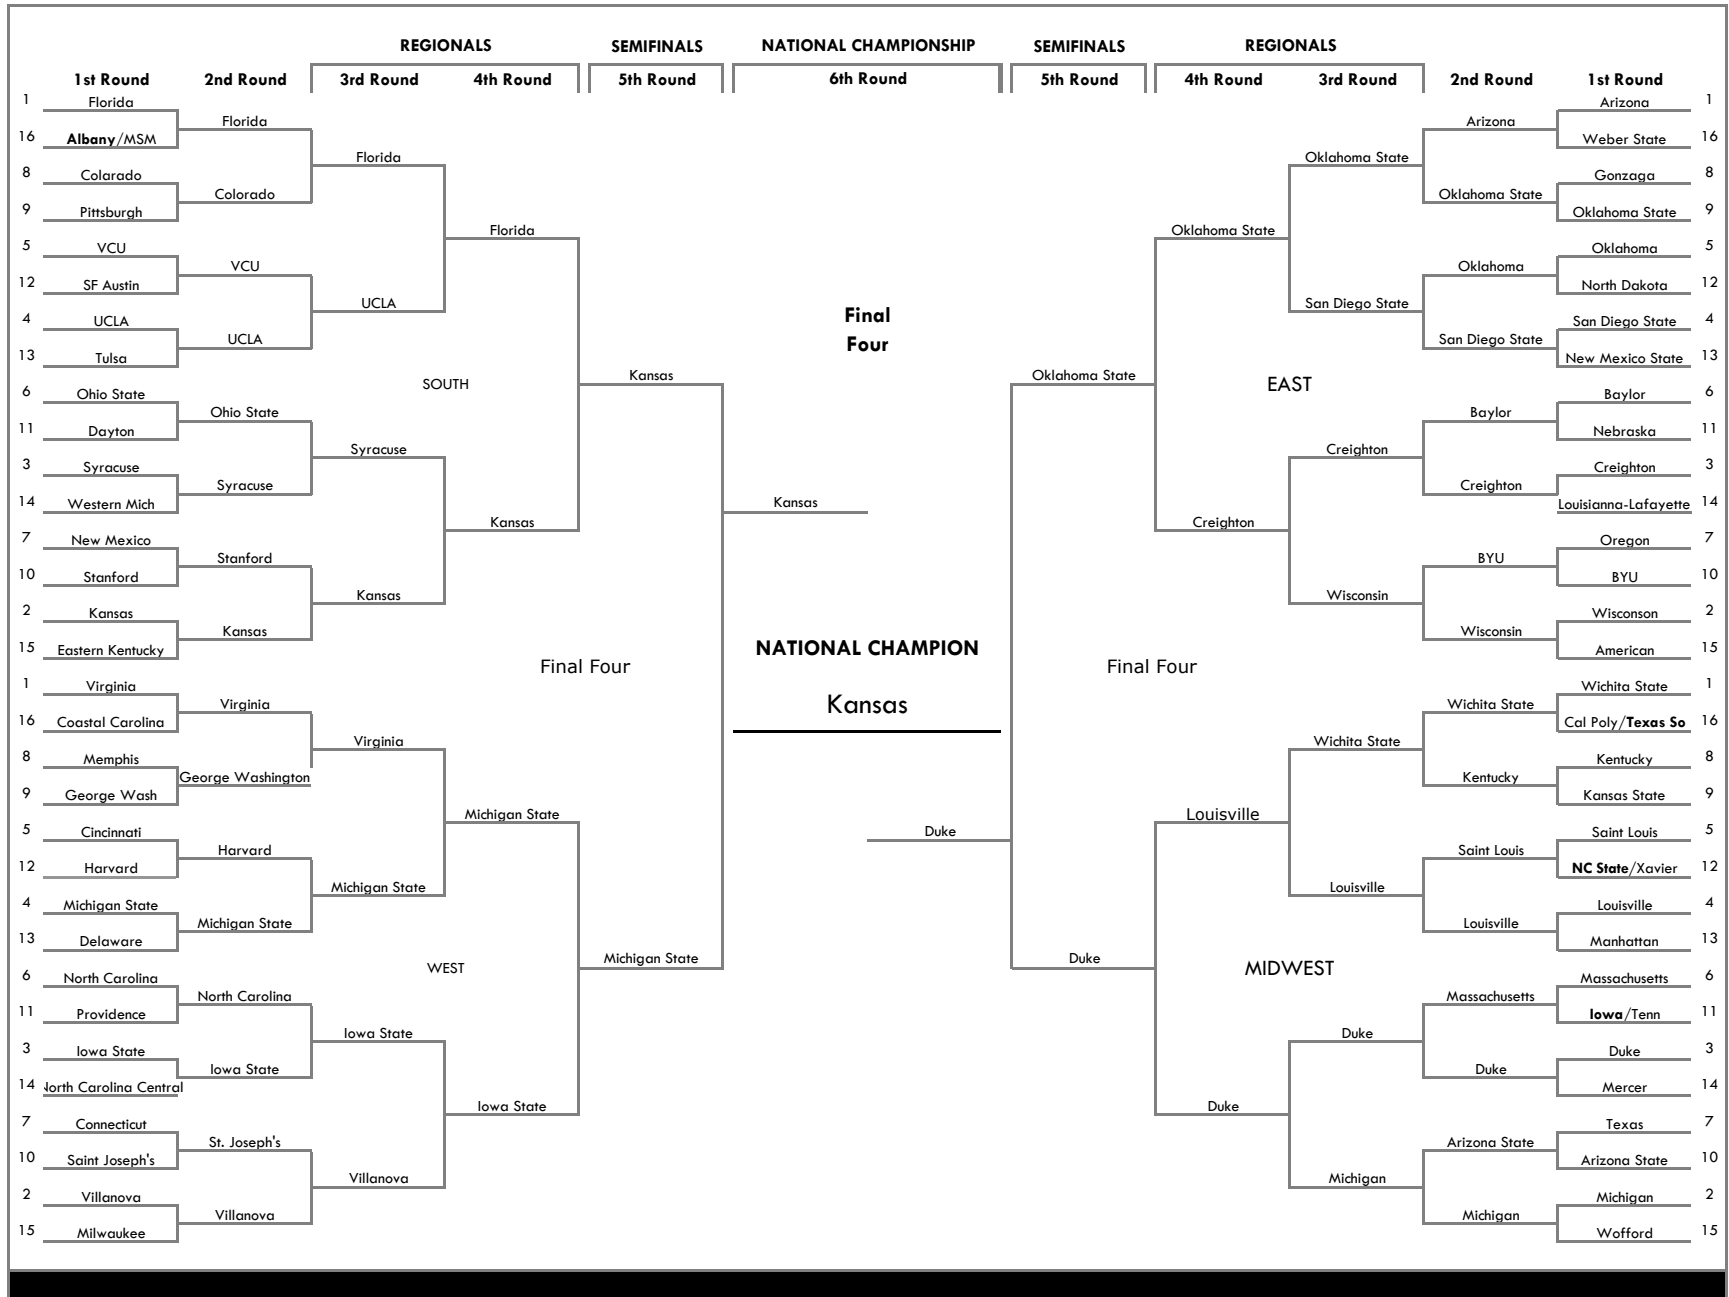 REGIONALS SEMIFINALS NATIONAL CHAMPIONSHIP SEMIFINALS REGIONALS
1st Round 2nd Round 3rd Round 4th Round 5th Round 6th Round 5th Round 4th Round 3rd Round 2nd Round 1st Round
1 Florida Arizona 1
Florida Arizona
16 Albany/MSM Weber State 16
Florida Oklahoma State
8 Colarado Gonzaga 8
Colorado Oklahoma State
9 Pittsburgh Oklahoma State 9
Florida Oklahoma State
5 VCU Oklahoma 5
VCU Oklahoma
12 SF Austin North Dakota 12
UCLA San Diego State
Final
4 UCLA San Diego State 4
UCLA Four San Diego State
13 Tulsa New Mexico State 13
Kansas Oklahoma State
SOUTH EAST
6 Ohio State Baylor 6
Ohio State Baylor
11 Dayton Nebraska 11
Syracuse Creighton
3 Syracuse Creighton 3
Syracuse Creighton
14 Western Mich Kansas Louisianna-Lafayette 14
Kansas Creighton
7 New Mexico Oregon 7
Stanford BYU
10 Stanford BYU 10
Kansas Wisconsin
2 Kansas Wisconson 2
Kansas Wisconsin
15 Eastern Kentucky NATIONAL CHAMPION American 15
Final Four Final Four
1 Virginia Wichita State 1
Virginia Kansas Wichita State
16 Coastal Carolina Cal Poly/Texas So 16
Virginia Wichita State
8 Memphis Kentucky 8
George Washington Kentucky
9 George Wash Kansas State 9
Michigan State Louisville
5 Cincinnati Duke Saint Louis 5
Harvard Saint Louis
12 Harvard NC State/Xavier 12
Michigan State Louisville
4 Michigan State Louisville 4
Michigan State Louisville
13 Delaware Manhattan 13
Michigan State Duke
WEST MIDWEST
6 North Carolina Massachusetts 6
North Carolina Massachusetts
11 Providence Iowa/Tenn 11
Iowa State Duke
3 Iowa State Duke 3
Iowa State Duke
14 North Carolina Central Mercer 14
Iowa State Duke
7 Connecticut Texas 7
St. Joseph's Arizona State
10 Saint Joseph's Arizona State 10
Villanova Michigan
2 Villanova Michigan 2
Villanova Michigan
15 Milwaukee Wofford 15